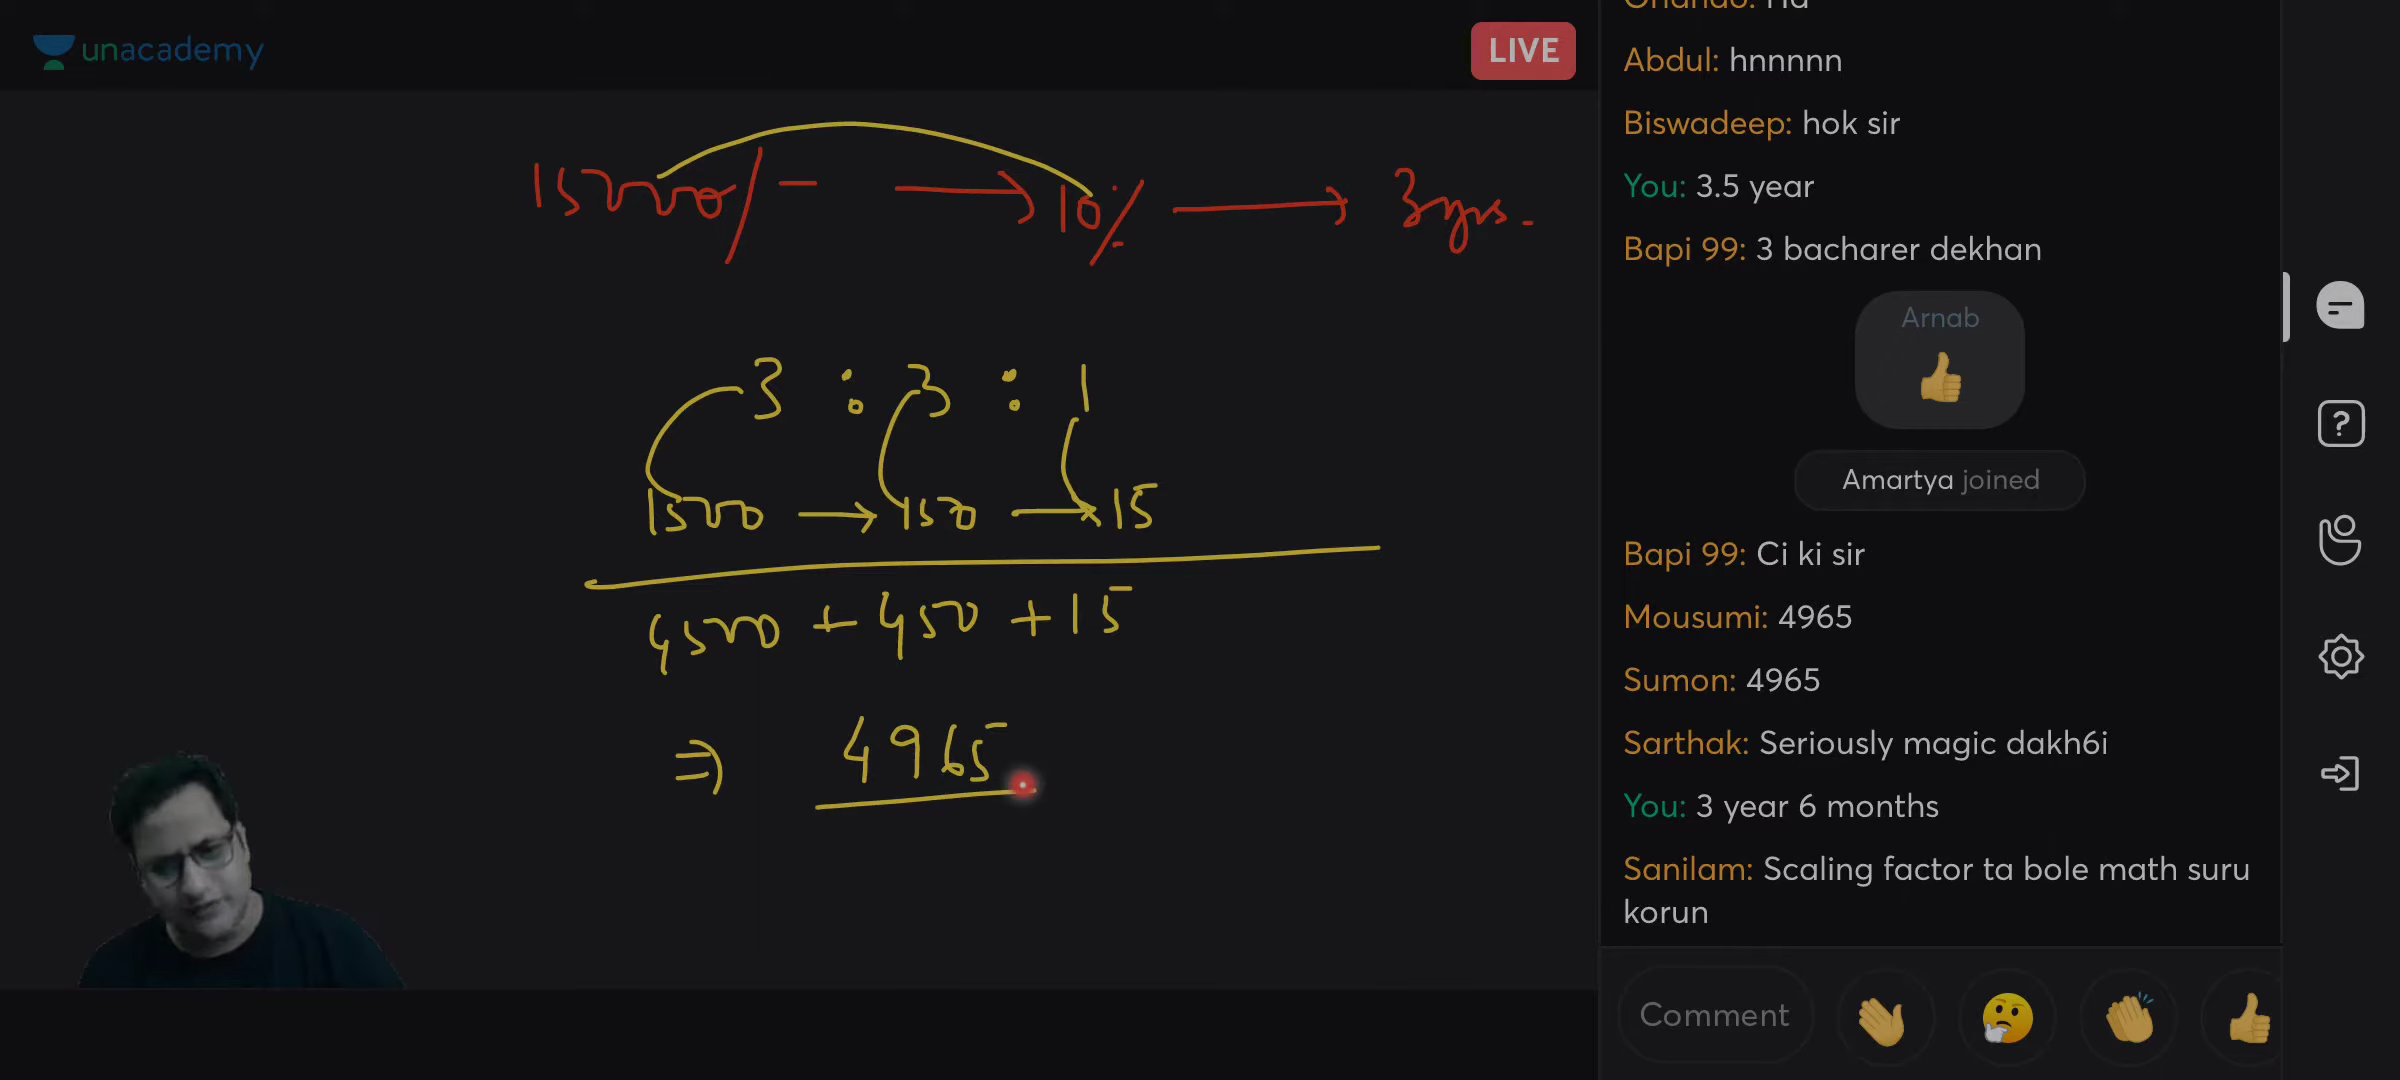 unacademy
LIVE
15000/- → 10% → 3yrs.
3 : 3 : 1
1500 → 150 → 15
4500 + 450 + 15
⇒ 4965
Abdul: hnnnnn
Biswadeep: hok sir
You: 3.5 year
Bapi 99: 3 bacharer dekhan
Arnab
👍
Amartya joined
Bapi 99: Ci ki sir
Mousumi: 4965
Sumon: 4965
Sarthak: Seriously magic dakh6i
You: 3 year 6 months
Sanilam: Scaling factor ta bole math suru
korun
Comment